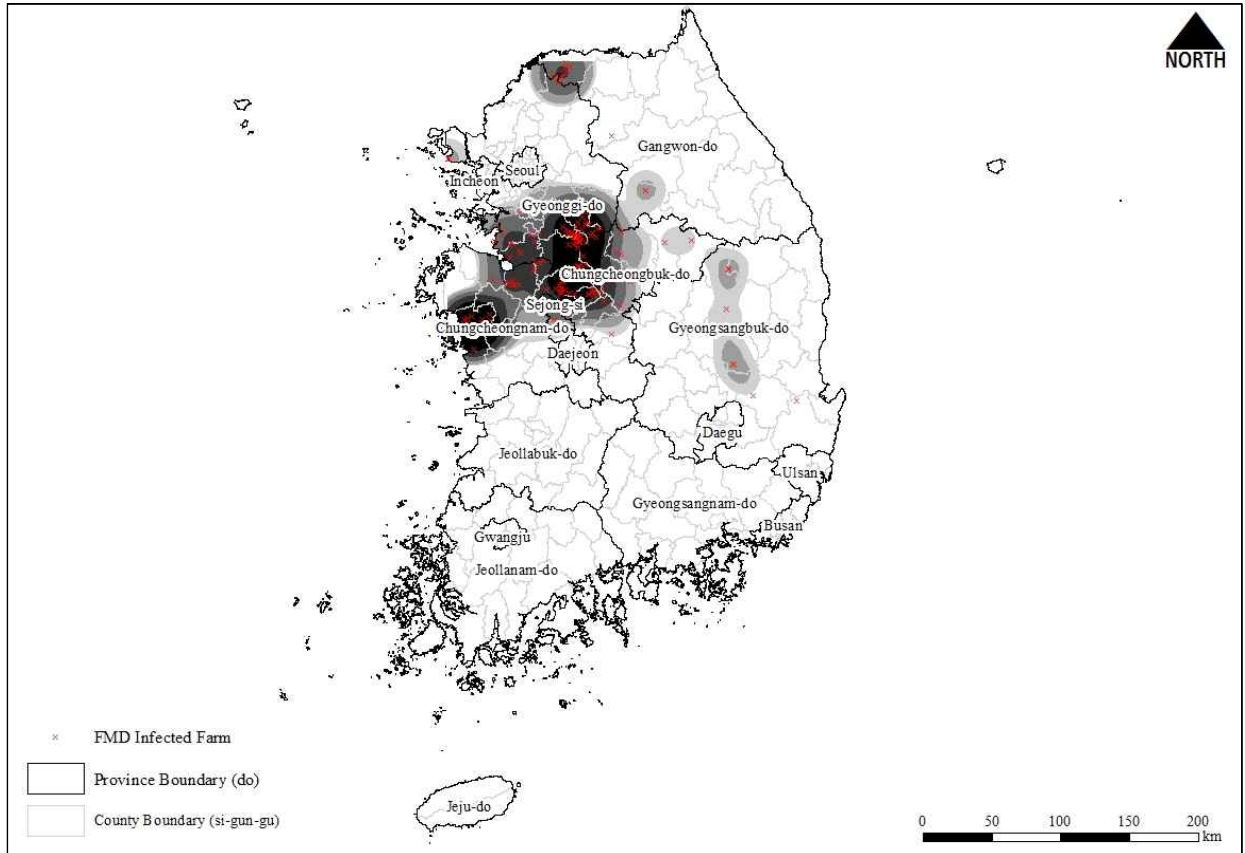 NORTH
Gangwon-do
Seoul
Incheon
Gyeonggi-do
Chungcheongbuk-do
Sejong-si
Chungcheongnam-do
Gyeongsangbuk-do
Daejeon
Daegu
Jeollabuk-do
Ulsan
Gyeongsangnam-do
Busan
Gwangju
Jeollanam-do
FMD Infected Farm
Province Boundary (do)
County Boundary (si-gun-gu)
Jeju-do
0 50 100 150 200
km